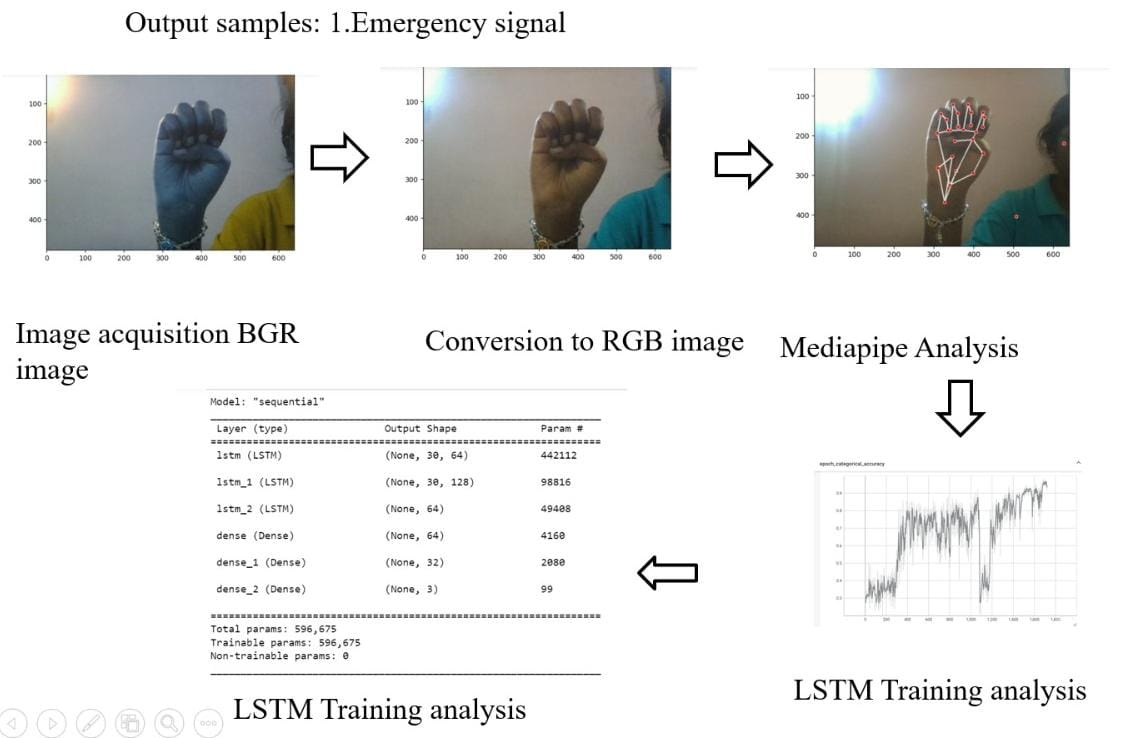 Output samples: 1.Emergency signal
100
200
300
400
0 100 200 300 400 500 600
100
200
300
400
0 100 200 300 400 500 600
100
200
300
400
0 100 200 300 400 500 600
Image acquisition BGR
image
Conversion to RGB image
Mediapipe Analysis
Model: "sequential"
Layer (type) Output Shape Param #
lstm (LSTM) (None, 30, 64) 442112
lstm_1 (LSTM) (None, 30, 128) 98816
lstm_2 (LSTM) (None, 64) 49408
dense (Dense) (None, 64) 4160
dense_1 (Dense) (None, 32) 2080
dense_2 (Dense) (None, 3) 99
Total params: 596,675
Trainable params: 596,675
Non-trainable params: 0
LSTM Training analysis
epoch_categorical_accuracy
LSTM Training analysis